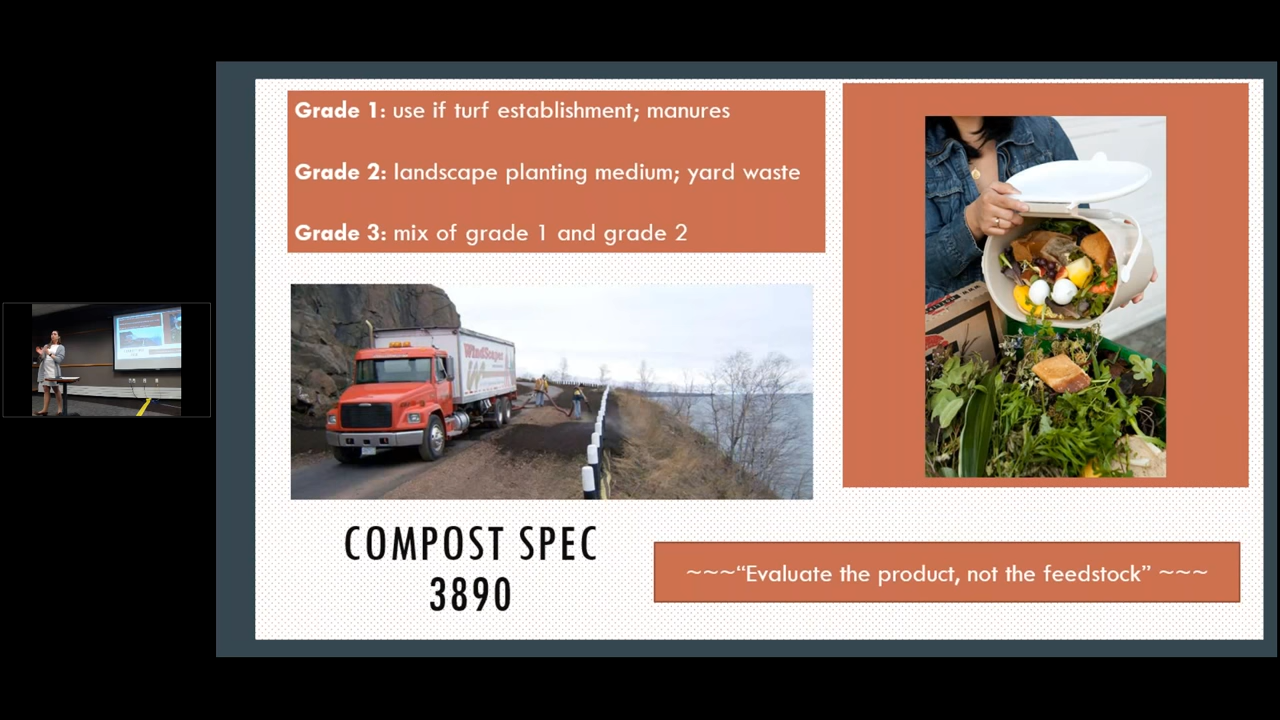 Grade 1: use if turf establishment; manures
Grade 2: landscape planting medium; yard waste
Grade 3: mix of grade 1 and grade 2
WindScapes
COMPOST SPEC
3890
~~~“Evaluate the product, not the feedstock” ~~~